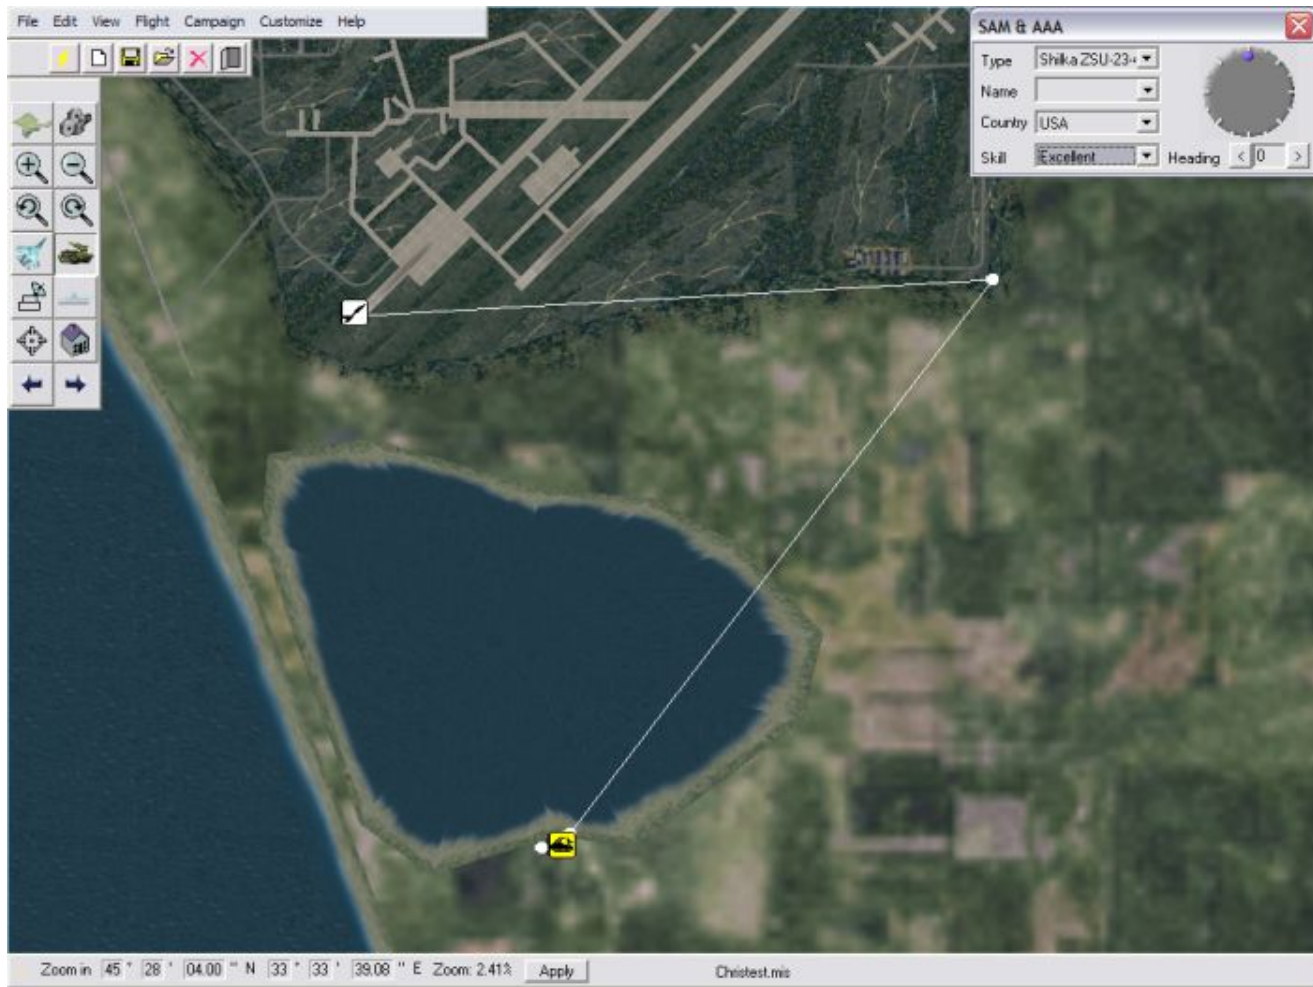 File Edit View Flight Campaign Customize Help
SAM & AAA
Type Shilka ZSU-23-4
Name
Country USA
Skill Excellent Heading < 0 >
Zoom in 45 ° 28 ' 04.00 " N 33 ° 33 ' 39.08 " E Zoom: 2.41% Apply Christest.mis